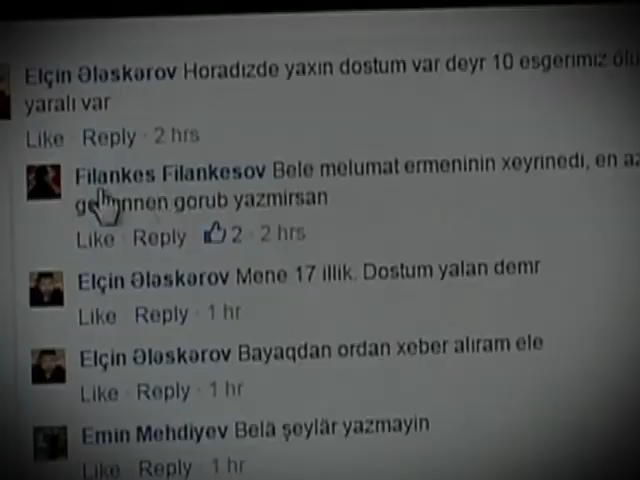 Elçin Ələskərov Horadizde yaxın dostum var deyr 10 esgerimiz
yaralı var
Like · Reply · 2 hrs
Filankes Filankesov Bele melumat ermeninin xeyrinedi, en az
gorub yazmirsan
Like · Reply · 2 · 2 hrs
Elçin Ələskərov Mene 17 illik. Dostum yalan demr
Like · Reply · 1 hr
Elçin Ələskərov Bayaqdan ordan xeber alıram ele
Like · Reply · 1 hr
Emin Mehdiyev Belä şeylär yazmayin
Like · Reply · 1 hr